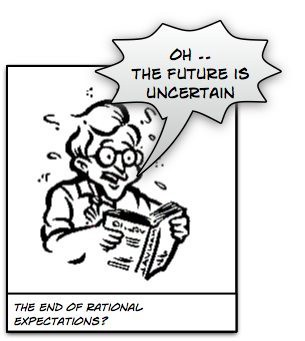 OH --
THE FUTURE IS
UNCERTAIN
THE END OF RATIONAL
EXPECTATIONS?